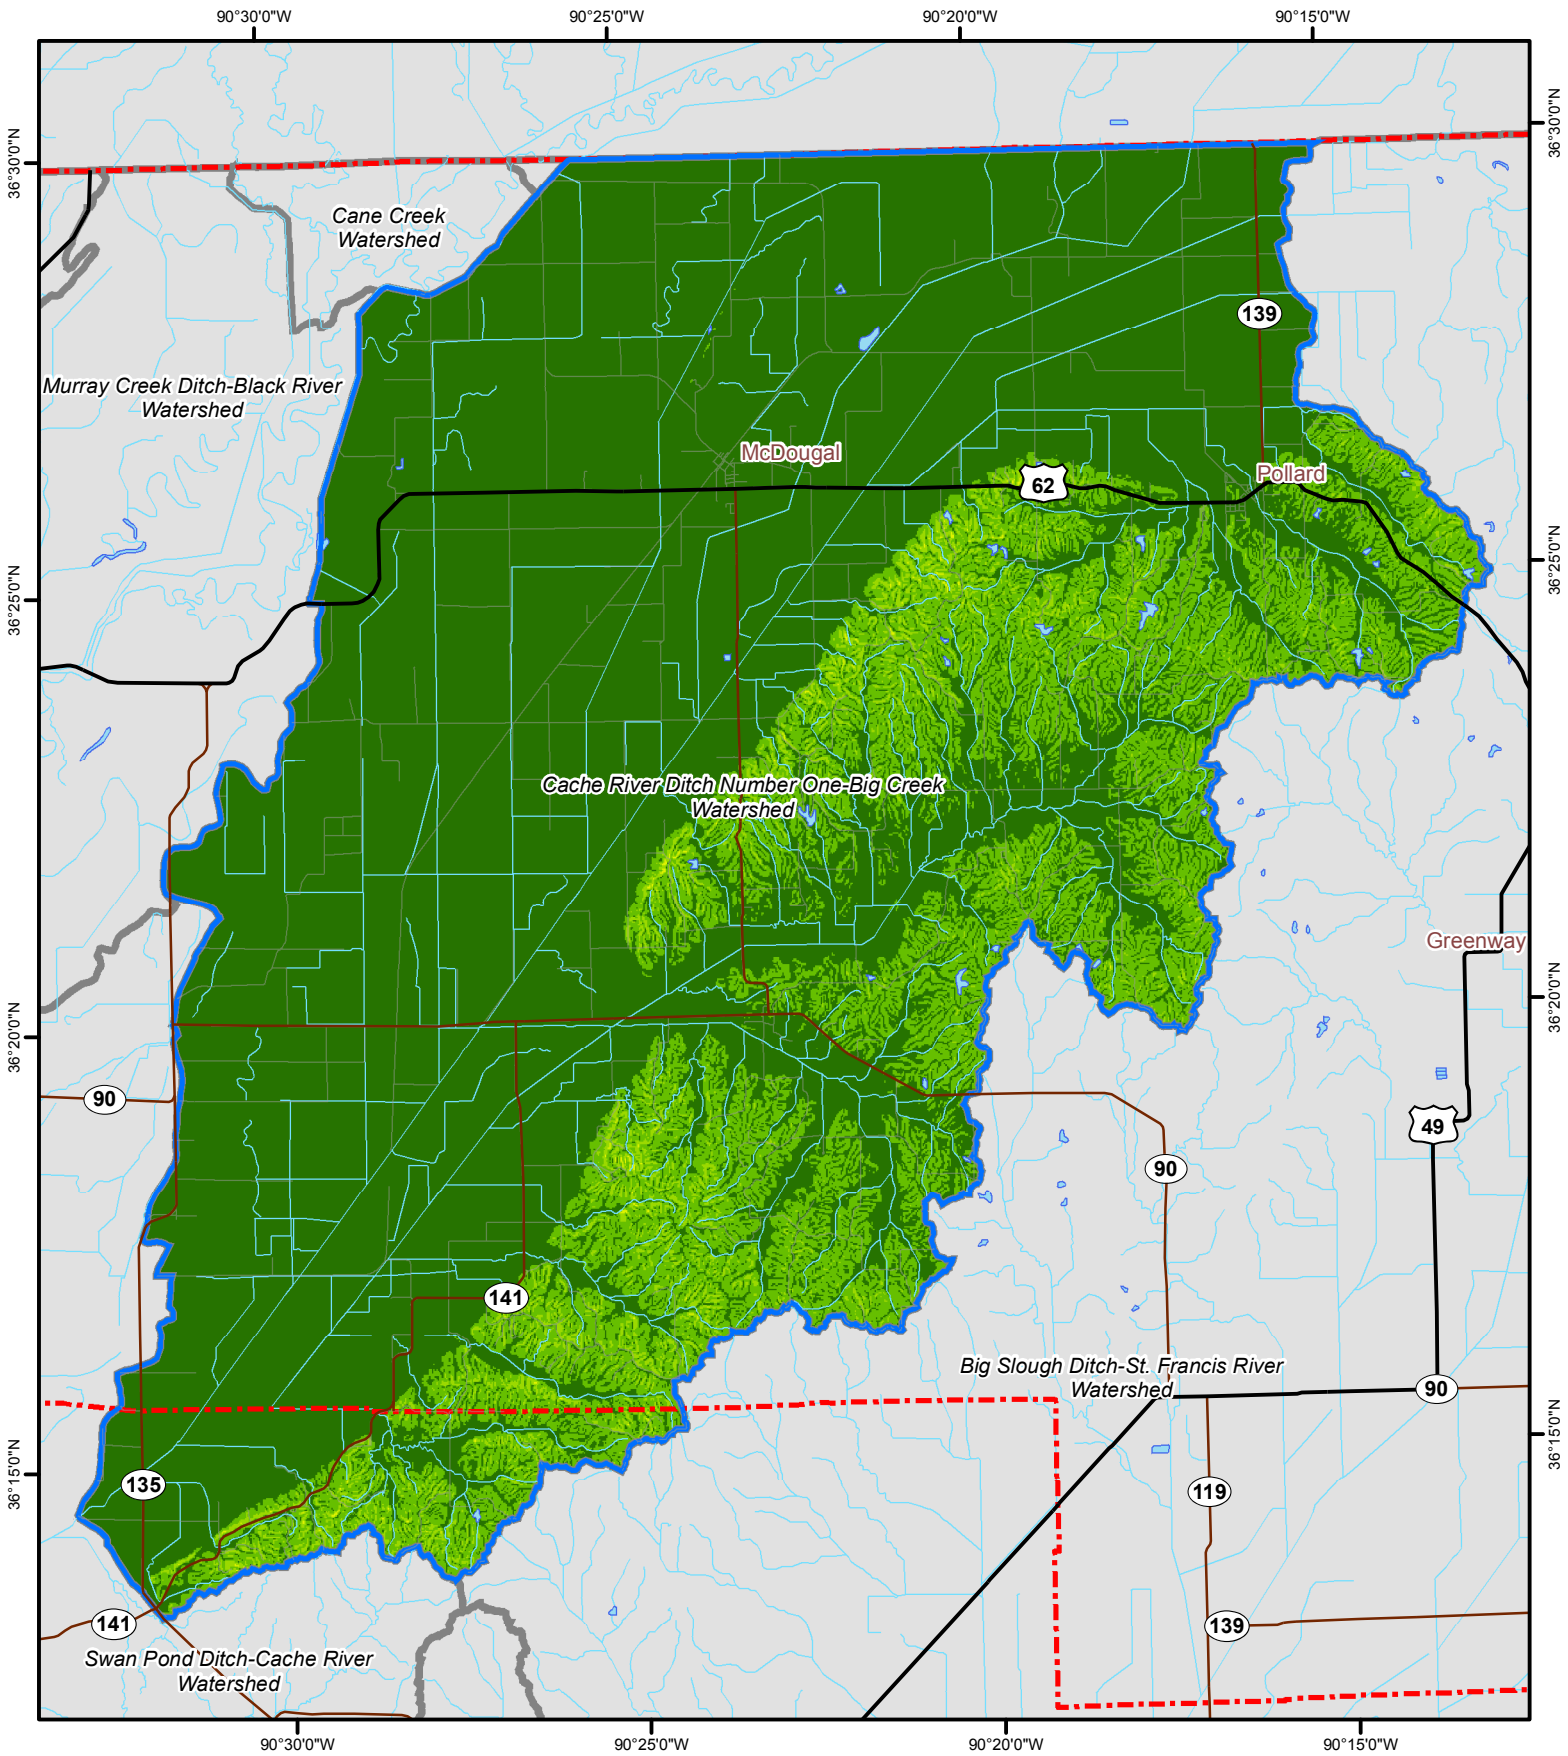 90°30'0"W
90°25'0"W
90°20'0"W
90°15'0"W
36°30'0"N
36°30'0"N
Cane Creek
Watershed
139
Murray Creek Ditch-Black River
Watershed
McDougal
Pollard
62
36°25'0"N
36°25'0"N
Cache River Ditch Number One-Big Creek
Watershed
Greenway
36°20'0"N
36°20'0"N
90
49
90
141
Big Slough Ditch-St. Francis River
Watershed
90
36°15'0"N
36°15'0"N
135
119
141
139
Swan Pond Ditch-Cache River
Watershed
90°30'0"W
90°25'0"W
90°20'0"W
90°15'0"W